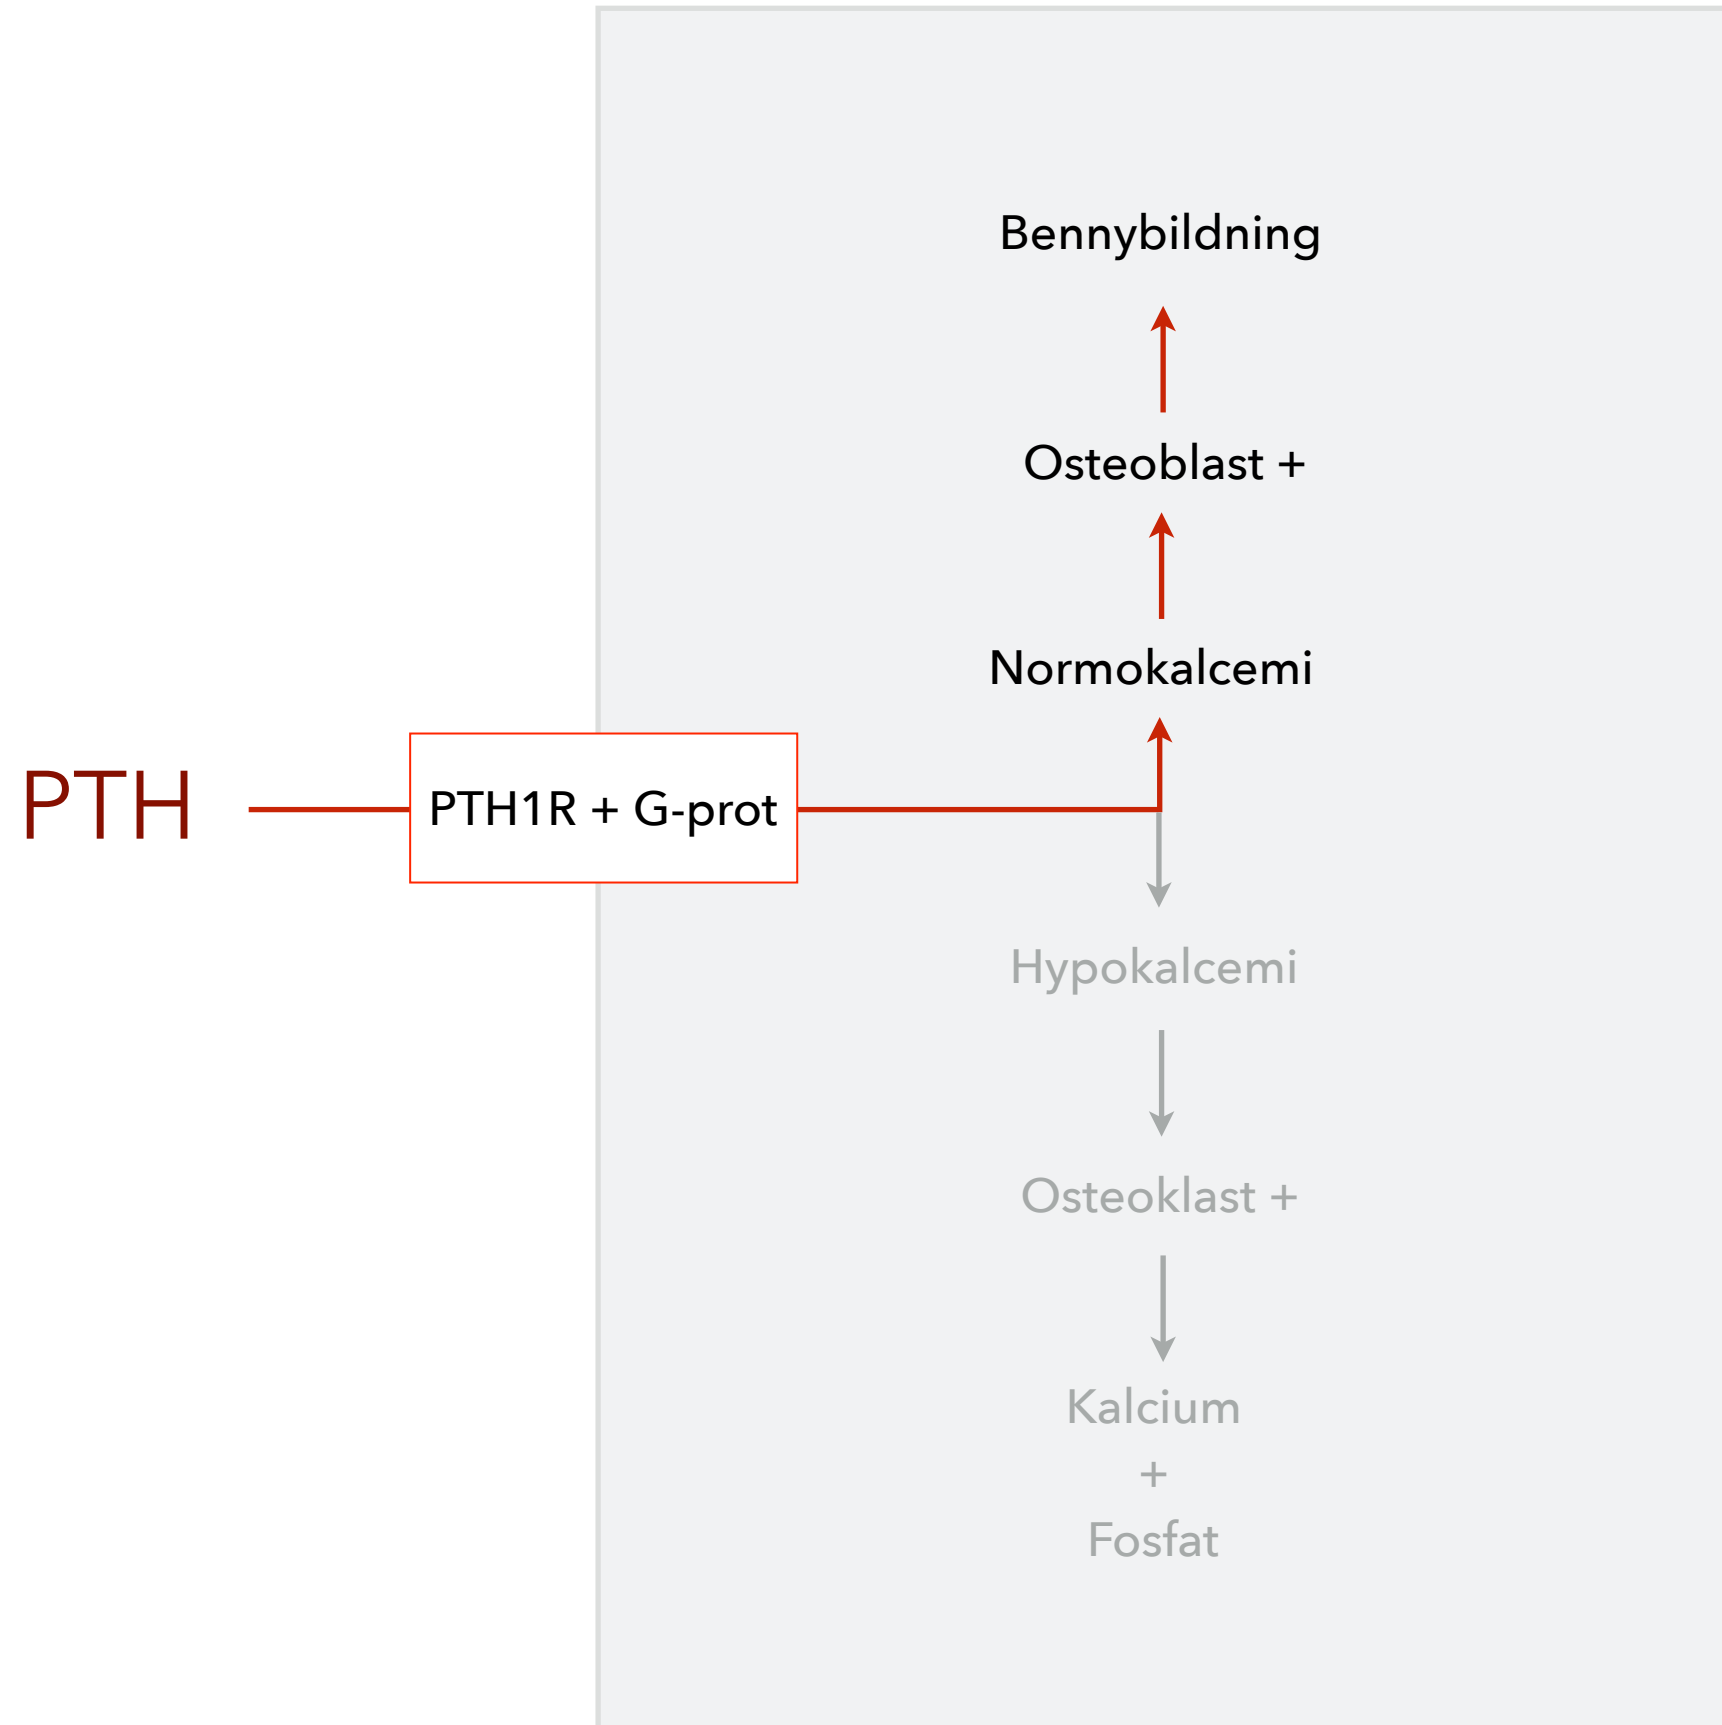 Bennybildning
Osteoblast +
Normokalcemi
PTH
PTH1R + G-prot
Hypokalcemi
Osteoklast +
Kalcium
+
Fosfat